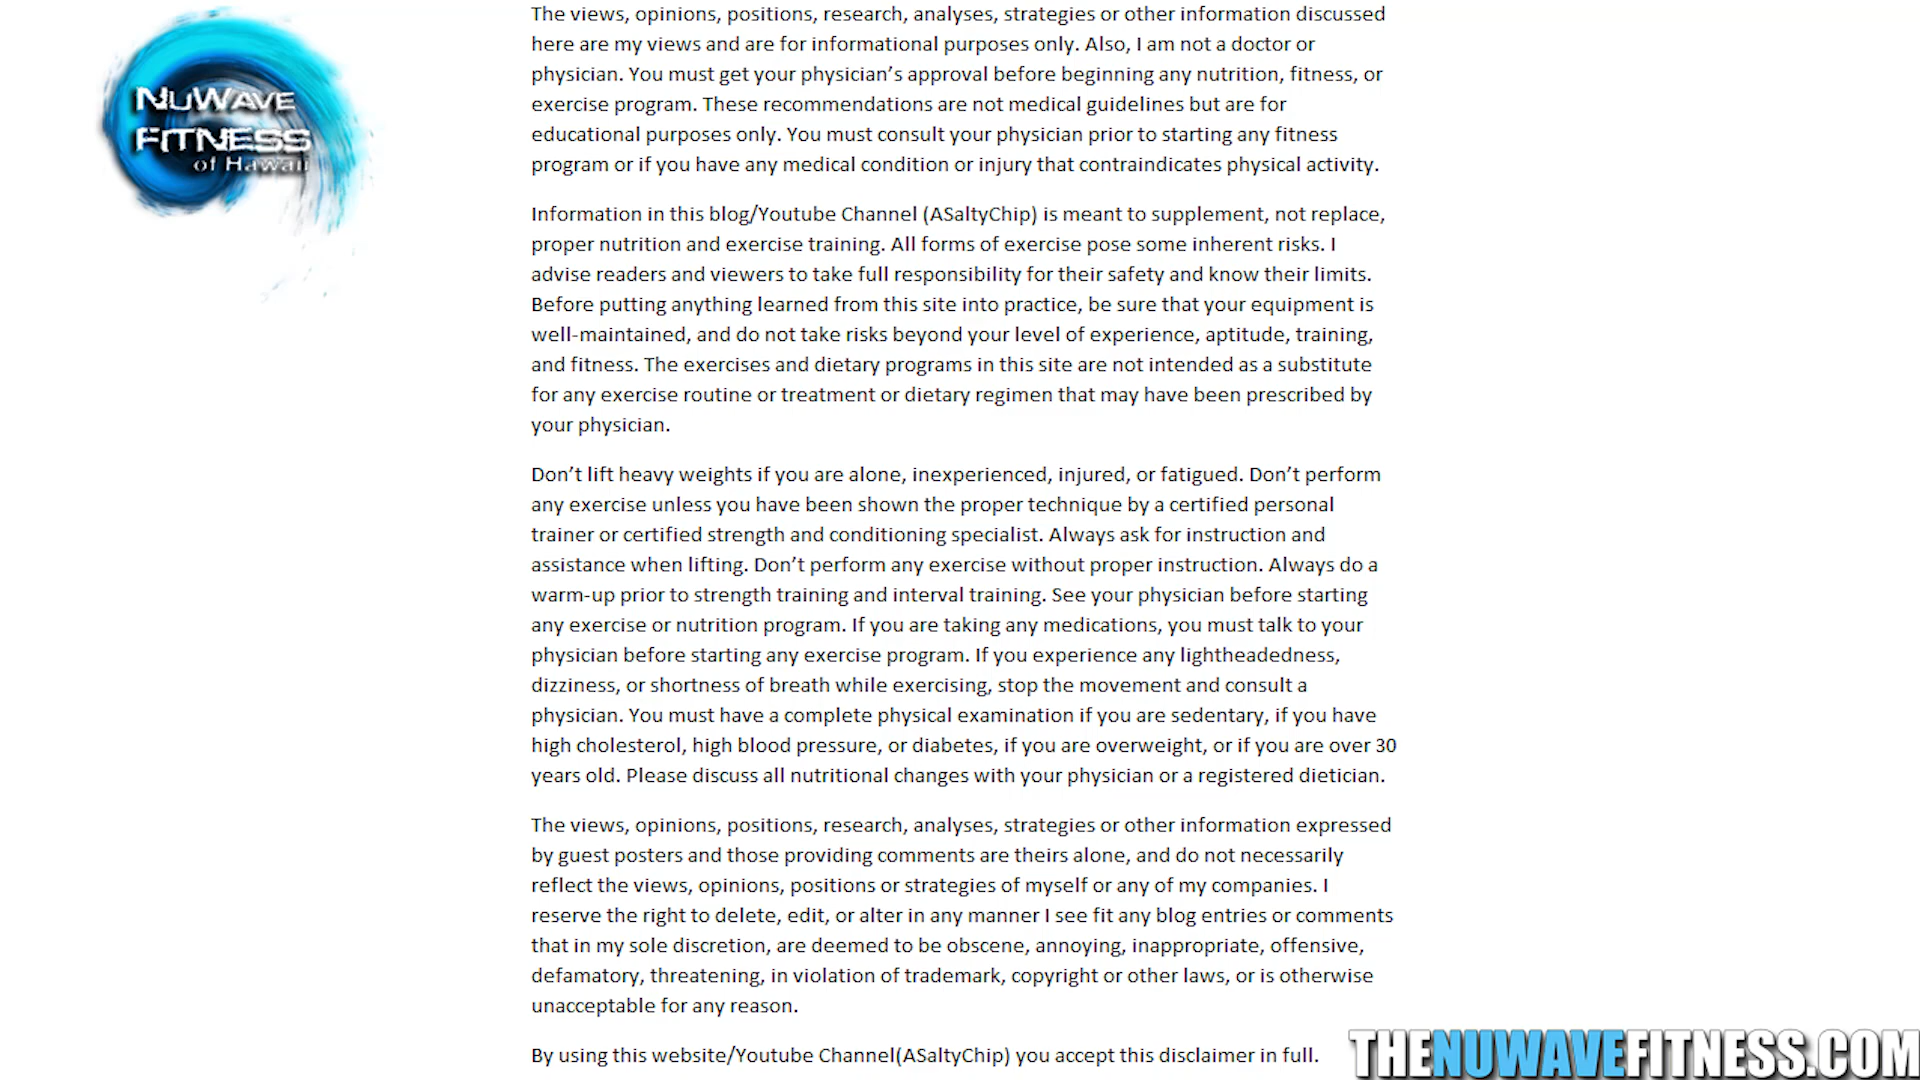 NuWave
Fitness
of Hawaii
The views, opinions, positions, research, analyses, strategies or other information discussed
here are my views and are for informational purposes only. Also, I am not a doctor or
physician. You must get your physician’s approval before beginning any nutrition, fitness, or
exercise program. These recommendations are not medical guidelines but are for
educational purposes only. You must consult your physician prior to starting any fitness
program or if you have any medical condition or injury that contraindicates physical activity.
Information in this blog/Youtube Channel (ASaltyChip) is meant to supplement, not replace,
proper nutrition and exercise training. All forms of exercise pose some inherent risks. I
advise readers and viewers to take full responsibility for their safety and know their limits.
Before putting anything learned from this site into practice, be sure that your equipment is
well-maintained, and do not take risks beyond your level of experience, aptitude, training,
and fitness. The exercises and dietary programs in this site are not intended as a substitute
for any exercise routine or treatment or dietary regimen that may have been prescribed by
your physician.
Don’t lift heavy weights if you are alone, inexperienced, injured, or fatigued. Don’t perform
any exercise unless you have been shown the proper technique by a certified personal
trainer or certified strength and conditioning specialist. Always ask for instruction and
assistance when lifting. Don’t perform any exercise without proper instruction. Always do a
warm-up prior to strength training and interval training. See your physician before starting
any exercise or nutrition program. If you are taking any medications, you must talk to your
physician before starting any exercise program. If you experience any lightheadedness,
dizziness, or shortness of breath while exercising, stop the movement and consult a
physician. You must have a complete physical examination if you are sedentary, if you have
high cholesterol, high blood pressure, or diabetes, if you are overweight, or if you are over 30
years old. Please discuss all nutritional changes with your physician or a registered dietician.
The views, opinions, positions, research, analyses, strategies or other information expressed
by guest posters and those providing comments are theirs alone, and do not necessarily
reflect the views, opinions, positions or strategies of myself or any of my companies. I
reserve the right to delete, edit, or alter in any manner I see fit any blog entries or comments
that in my sole discretion, are deemed to be obscene, annoying, inappropriate, offensive,
defamatory, threatening, in violation of trademark, copyright or other laws, or is otherwise
unacceptable for any reason.
By using this website/Youtube Channel(ASaltyChip) you accept this disclaimer in full.
THENUWAVEFITNESS.COM